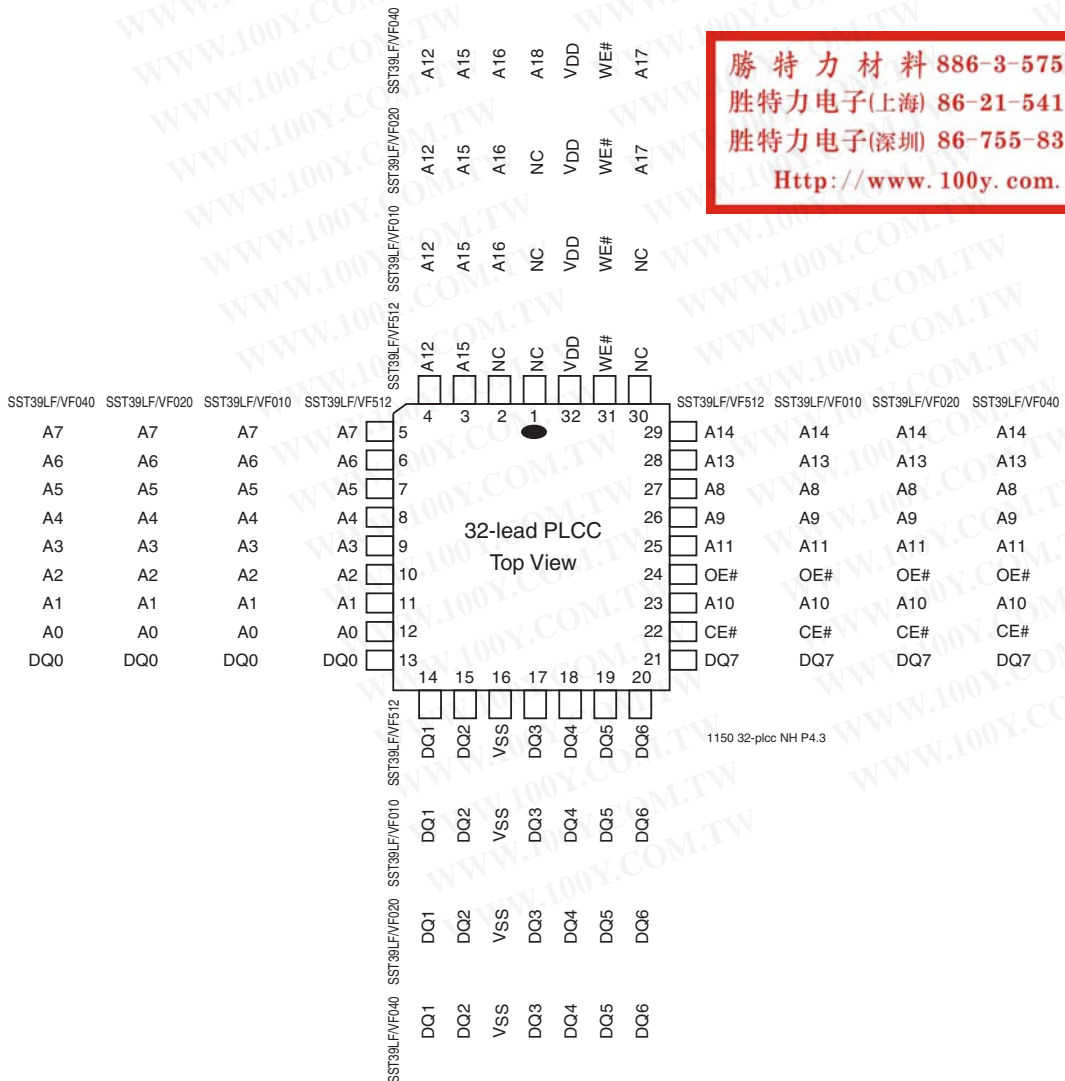 SST39LF/VF040 A12 A15 A16 A18 VDD WE# A17
SST39LF/VF020 A12 A15 A16 NC VDD WE# A17
SST39LF/VF010 A12 A15 A16 NC VDD WE# NC
SST39LF/VF512 A12 A15 NC NC VDD WE# NC
勝 特 力 材 料 886-3-575
胜特力电子(上海) 86-21-541
胜特力电子(深圳) 86-755-83
Http://www.100y.com.
SST39LF/VF040 SST39LF/VF020 SST39LF/VF010 SST39LF/VF512
SST39LF/VF512 SST39LF/VF010 SST39LF/VF020 SST39LF/VF040
4 3 2 1 32 31 30
A7 A7 A7 A7 5 29 A14 A14 A14 A14
A6 A6 A6 A6 6 28 A13 A13 A13 A13
A5 A5 A5 A5 7 27 A8 A8 A8 A8
A4 A4 A4 A4 8 26 A9 A9 A9 A9
A3 A3 A3 A3 9 25 A11 A11 A11 A11
A2 A2 A2 A2 10 24 OE# OE# OE# OE#
A1 A1 A1 A1 11 23 A10 A10 A10 A10
A0 A0 A0 A0 12 22 CE# CE# CE# CE#
DQ0 DQ0 DQ0 DQ0 13 21 DQ7 DQ7 DQ7 DQ7
32-lead PLCC
Top View
14 15 16 17 18 19 20
SST39LF/VF512 DQ1 DQ2 VSS DQ3 DQ4 DQ5 DQ6
1150 32-plcc NH P4.3
SST39LF/VF010 DQ1 DQ2 VSS DQ3 DQ4 DQ5 DQ6
SST39LF/VF020 DQ1 DQ2 VSS DQ3 DQ4 DQ5 DQ6
SST39LF/VF040 DQ1 DQ2 VSS DQ3 DQ4 DQ5 DQ6
WWW.100Y.COM.TW